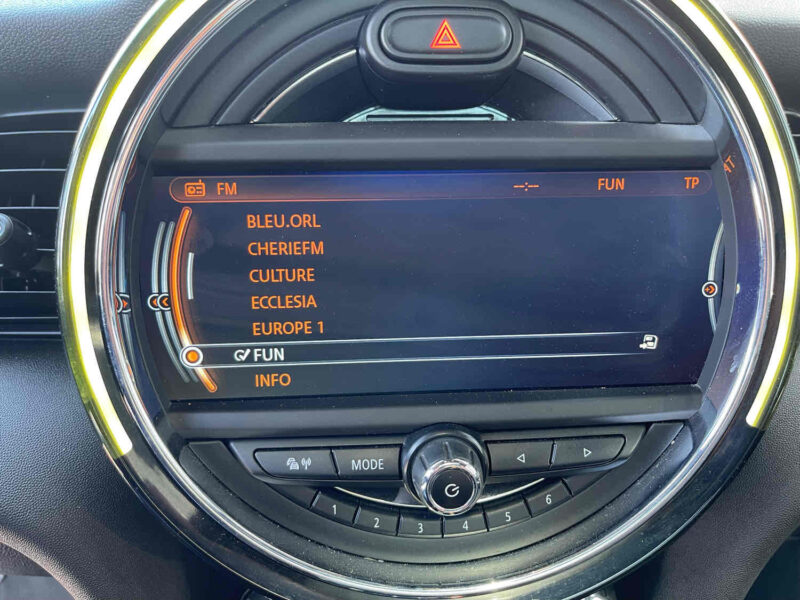 FM --:-- FUN TP
BLEU.ORL
CHERIEFM
CULTURE
ECCLESIA
EUROPE 1
FUN
INFO
MODE
1 2 3 4 5 6